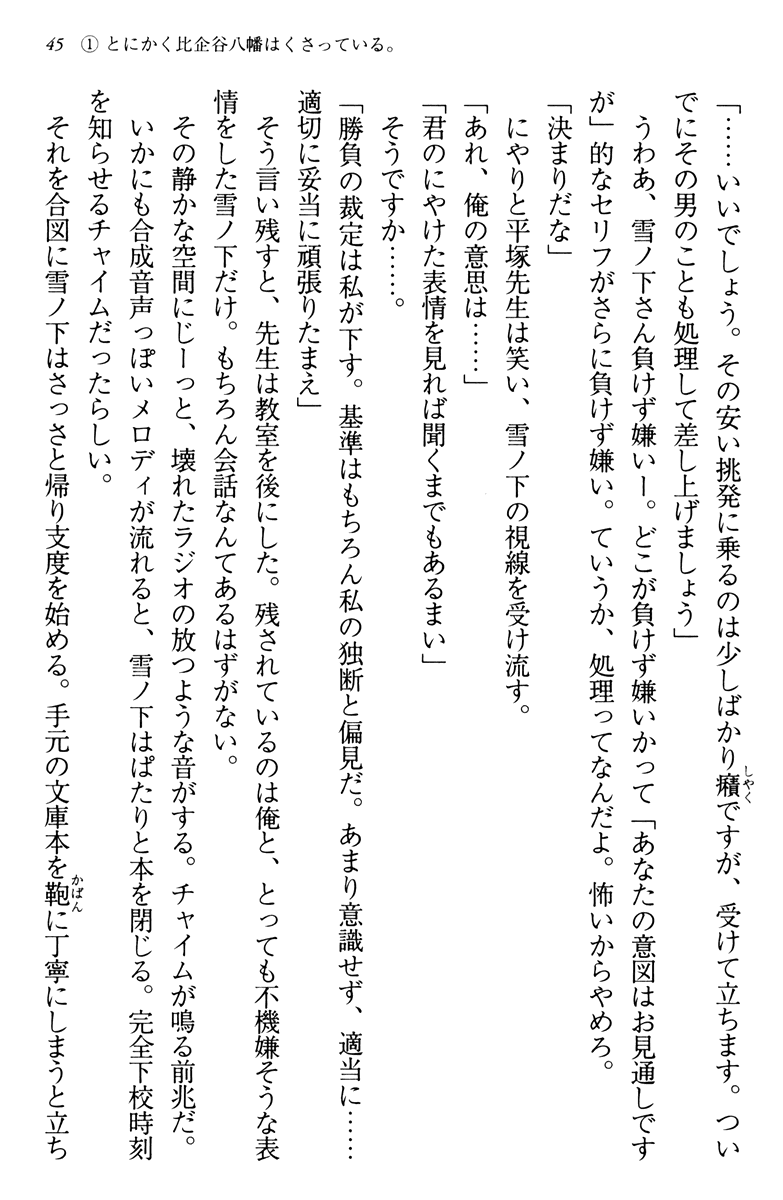 45 ① とにかく比企谷八幡はくさっている。
「……いいでしょう。その安い挑発に乗るのは少しばかり癪ですが、受けて立ちます。つい
しゃく
でにその男のことも処理して差し上げましょう」
うわあ、雪ノ下さん負けず嫌いー。どこが負けず嫌いかって「あなたの意図はお見通しです
が」的なセリフがさらに負けず嫌い。ていうか、処理ってなんだよ。怖いからやめろ。
「決まりだな」
にやりと平塚先生は笑い、雪ノ下の視線を受け流す。
「あれ、俺の意思は……」
「君のにやけた表情を見れば聞くまでもあるまい」
そうですか……。
「勝負の裁定は私が下す。基準はもちろん私の独断と偏見だ。あまり意識せず、適当に……
適切に妥当に頑張りたまえ」
そう言い残すと、先生は教室を後にした。残されているのは俺と、とっても不機嫌そうな表
情をした雪ノ下だけ。もちろん会話なんてあるはずがない。
その静かな空間にじーっと、壊れたラジオの放つような音がする。チャイムが鳴る前兆だ。
いかにも合成音声っぽいメロディが流れると、雪ノ下はぱたりと本を閉じる。完全下校時刻
を知らせるチャイムだったらしい。
それを合図に雪ノ下はさっさと帰り支度を始める。手元の文庫本を鞄に丁寧にしまうと立ち
かばん